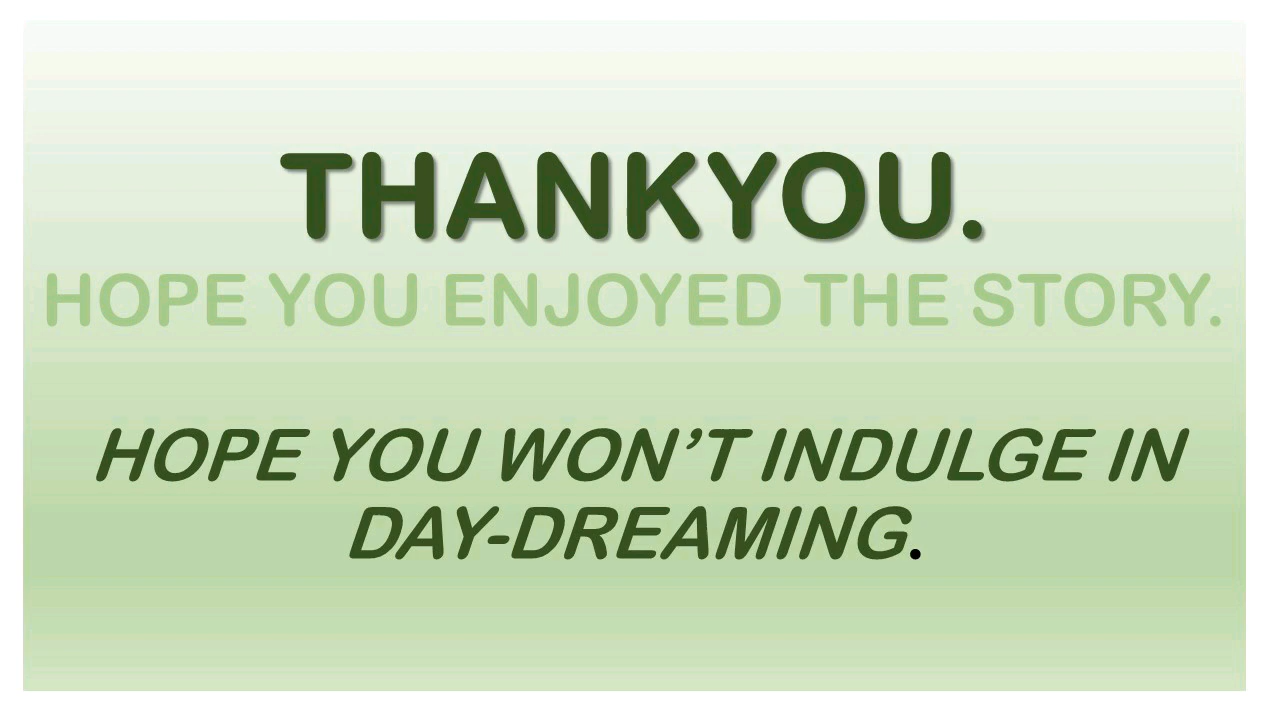 THANKYOU.
HOPE YOU ENJOYED THE STORY.
HOPE YOU WON’T INDULGE IN
DAY-DREAMING.